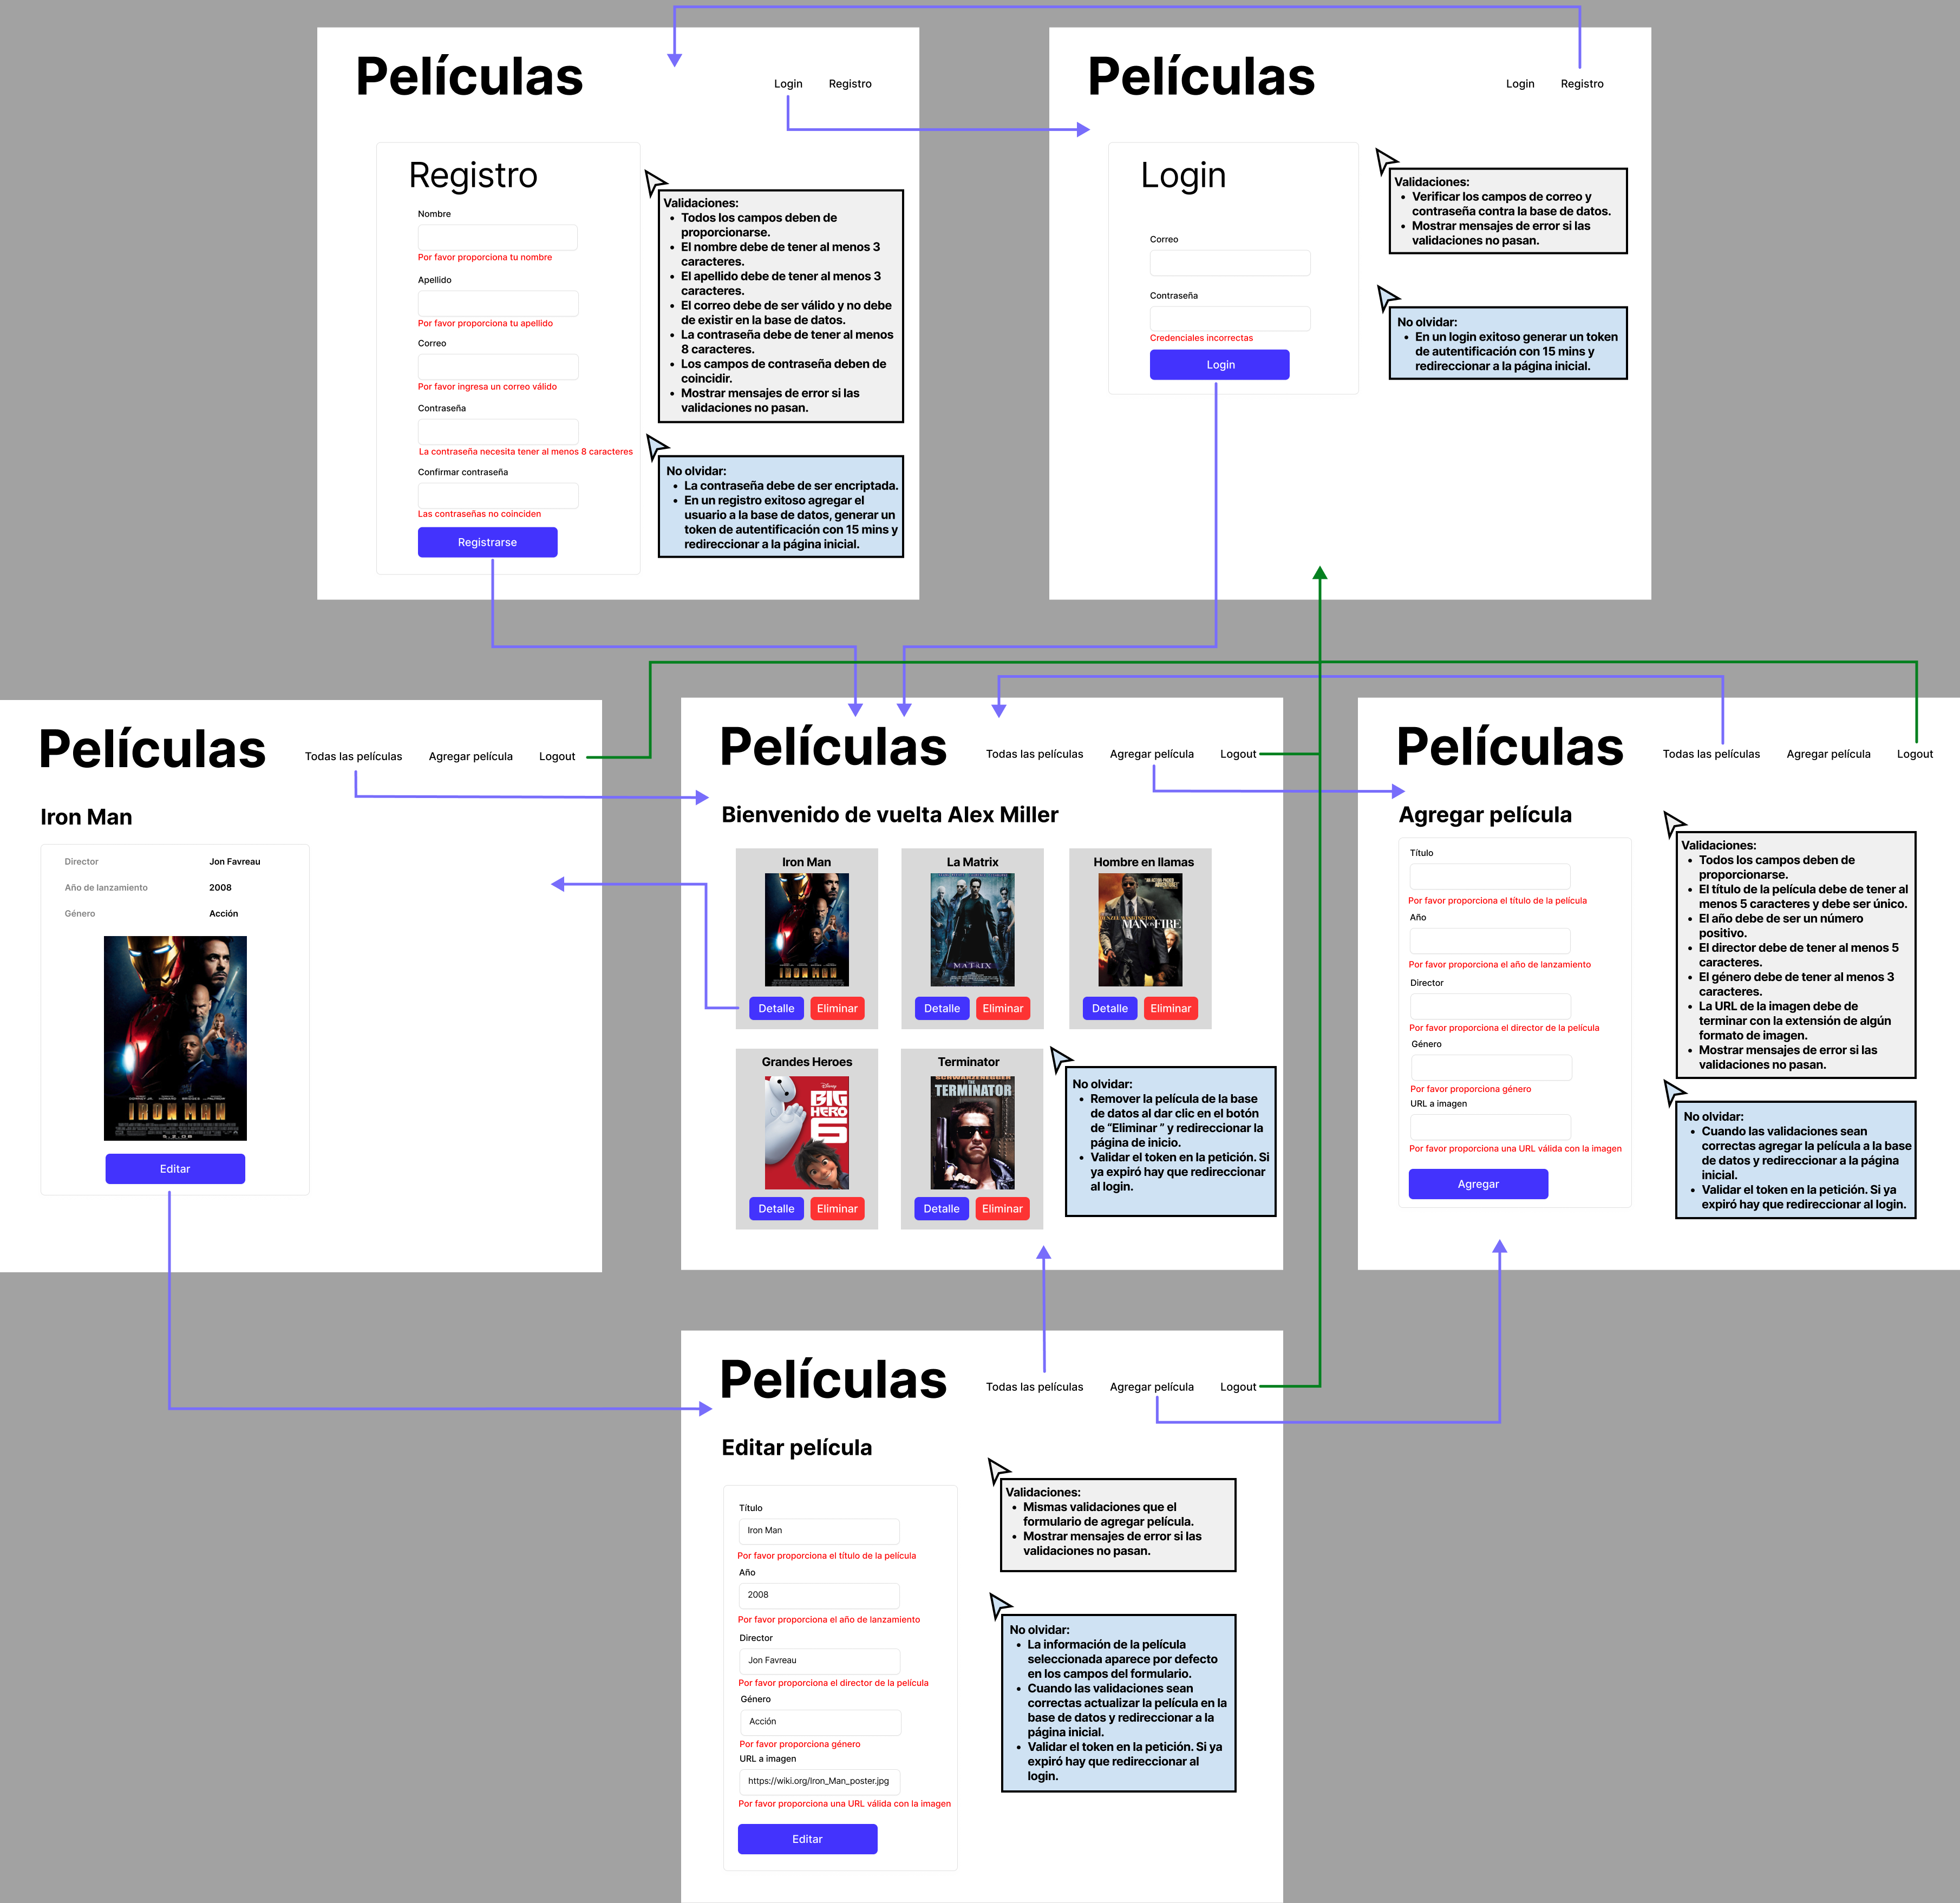 Películas
Login
Registro
Registro
Nombre
Por favor proporciona tu nombre
Apellido
Por favor proporciona tu apellido
Correo
Por favor ingresa un correo válido
Contraseña
La contraseña necesita tener al menos 8 caracteres
Confirmar contraseña
Las contraseñas no coinciden
Registrarse
Validaciones:
• Todos los campos deben de
proporcionarse.
• El nombre debe de tener al menos 3
caracteres.
• El apellido debe de tener al menos 3
caracteres.
• El correo debe de ser válido y no debe
de existir en la base de datos.
• La contraseña debe de tener al menos
8 caracteres.
• Los campos de contraseña deben de
coincidir.
• Mostrar mensajes de error si las
validaciones no pasan.
No olvidar:
• La contraseña debe de ser encriptada.
• En un registro exitoso agregar el
usuario a la base de datos, generar un
token de autentificación con 15 mins y
redireccionar a la página inicial.
Películas
Login
Registro
Login
Correo
Contraseña
Credenciales incorrectas
Login
Validaciones:
• Verificar los campos de correo y
contraseña contra la base de datos.
• Mostrar mensajes de error si las
validaciones no pasan.
No olvidar:
• En un login exitoso generar un token
de autentificación con 15 mins y
redireccionar a la página inicial.
Películas
Todas las películas
Agregar película
Logout
Iron Man
Director
Jon Favreau
Año de lanzamiento
2008
Género
Acción
IRON MAN
5.2.08
Editar
Películas
Todas las películas
Agregar película
Logout
Bienvenido de vuelta Alex Miller
Iron Man
IRON MAN
Detalle
Eliminar
La Matrix
MATRIX
Detalle
Eliminar
Hombre en llamas
DENZEL WASHINGTON
MAN ON FIRE
Detalle
Eliminar
Grandes Heroes
Disney
BIG
HERO
6
Detalle
Eliminar
Terminator
SCHWARZENEGGER
THE
TERMINATOR
Detalle
Eliminar
No olvidar:
• Remover la película de la base
de datos al dar clic en el botón
de “Eliminar ” y redireccionar la
página de inicio.
• Validar el token en la petición. Si
ya expiró hay que redireccionar
al login.
Películas
Todas las películas
Agregar película
Logout
Agregar película
Título
Por favor proporciona el título de la película
Año
Por favor proporciona el año de lanzamiento
Director
Por favor proporciona el director de la película
Género
Por favor proporciona género
URL a imagen
Por favor proporciona una URL válida con la imagen
Agregar
Validaciones:
• Todos los campos deben de
proporcionarse.
• El título de la película debe de tener al
menos 5 caracteres y debe ser único.
• El año debe de ser un número
positivo.
• El director debe de tener al menos 5
caracteres.
• El género debe de tener al menos 3
caracteres.
• La URL de la imagen debe de
terminar con la extensión de algún
formato de imagen.
• Mostrar mensajes de error si las
validaciones no pasan.
No olvidar:
• Cuando las validaciones sean
correctas agregar la película a la base
de datos y redireccionar a la página
inicial.
• Validar el token en la petición. Si ya
expiró hay que redireccionar al login.
Películas
Todas las películas
Agregar película
Logout
Editar película
Título
Iron Man
Por favor proporciona el título de la película
Año
2008
Por favor proporciona el año de lanzamiento
Director
Jon Favreau
Por favor proporciona el director de la película
Género
Acción
Por favor proporciona género
URL a imagen
https://wiki.org/Iron_Man_poster.jpg
Por favor proporciona una URL válida con la imagen
Editar
Validaciones:
• Mismas validaciones que el
formulario de agregar película.
• Mostrar mensajes de error si las
validaciones no pasan.
No olvidar:
• La información de la película
seleccionada aparece por defecto
en los campos del formulario.
• Cuando las validaciones sean
correctas actualizar la película en la
base de datos y redireccionar a la
página inicial.
• Validar el token en la petición. Si ya
expiró hay que redireccionar al
login.